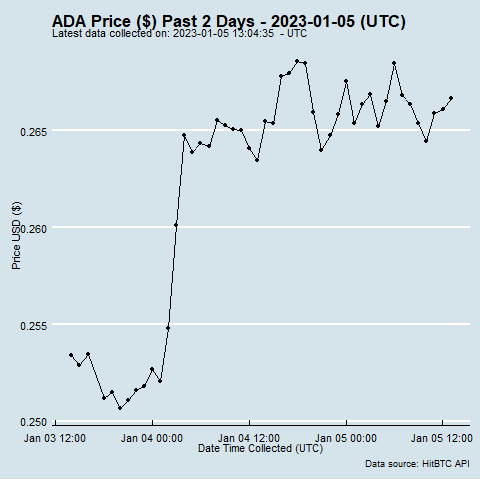 ADA Price ($) Past 2 Days - 2023-01-05 (UTC)
Latest data collected on: 2023-01-05 13:04:35 - UTC
0.265
0.260
0.255
0.250
Price USD ($)
Jan 03 12:00 Jan 04 00:00 Jan 04 12:00 Jan 05 00:00 Jan 05 12:00
Date Time Collected (UTC)
Data source: HitBTC API